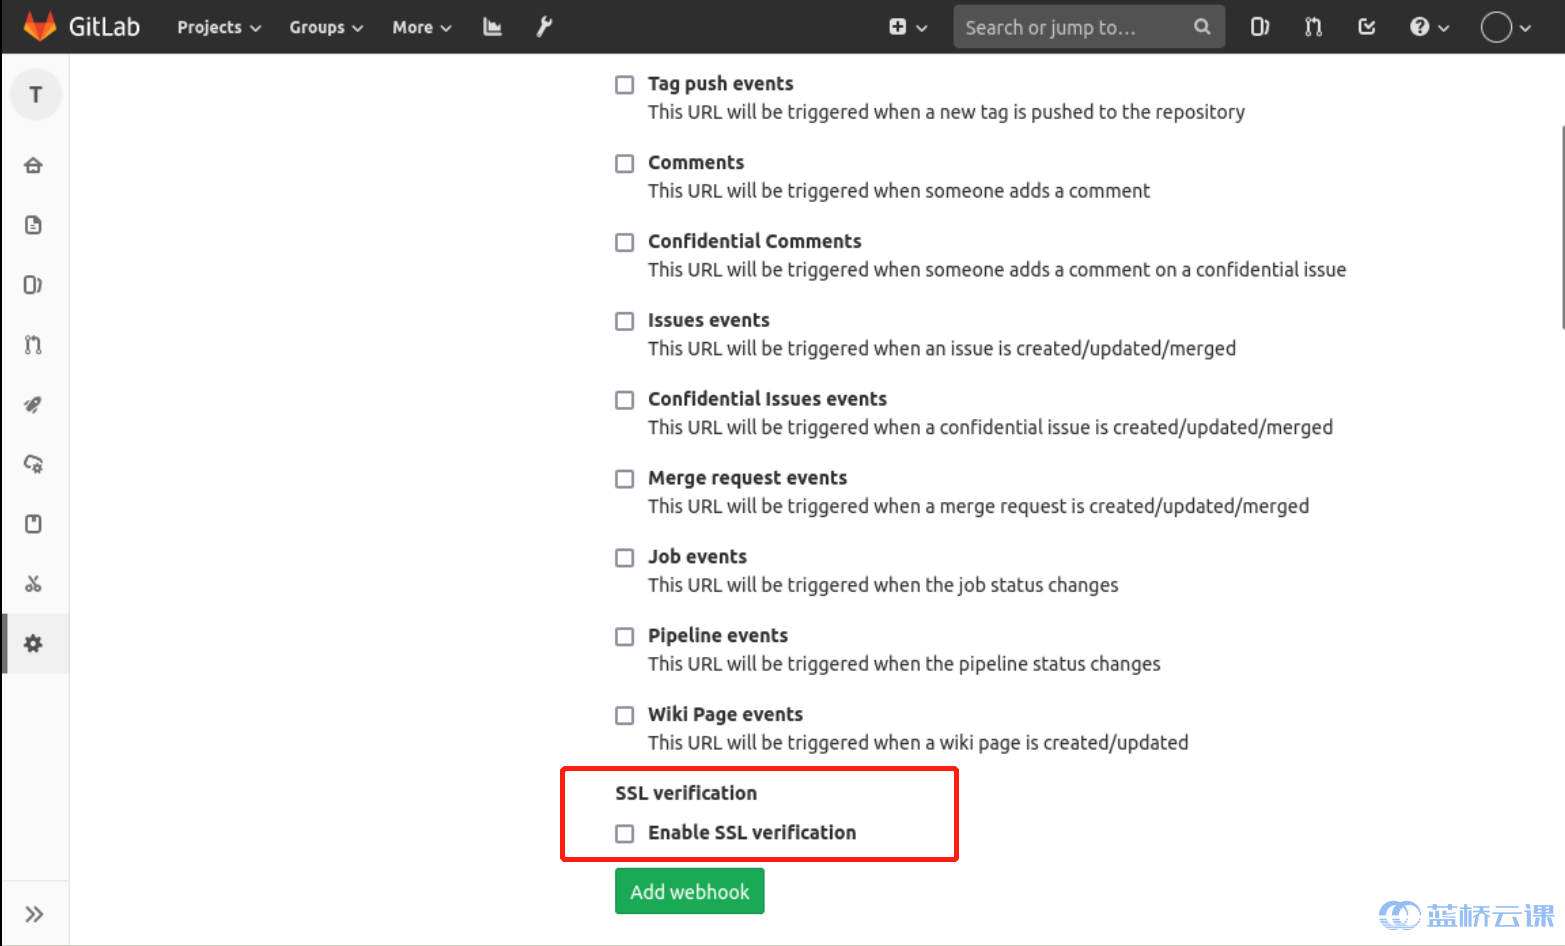 GitLab Projects Groups More Search or jump to...
T
Tag push events
This URL will be triggered when a new tag is pushed to the repository
Comments
This URL will be triggered when someone adds a comment
Confidential Comments
This URL will be triggered when someone adds a comment on a confidential issue
Issues events
This URL will be triggered when an issue is created/updated/merged
Confidential Issues events
This URL will be triggered when a confidential issue is created/updated/merged
Merge request events
This URL will be triggered when a merge request is created/updated/merged
Job events
This URL will be triggered when the job status changes
Pipeline events
This URL will be triggered when the pipeline status changes
Wiki Page events
This URL will be triggered when a wiki page is created/updated
SSL verification
Enable SSL verification
Add webhook
蓝桥云课